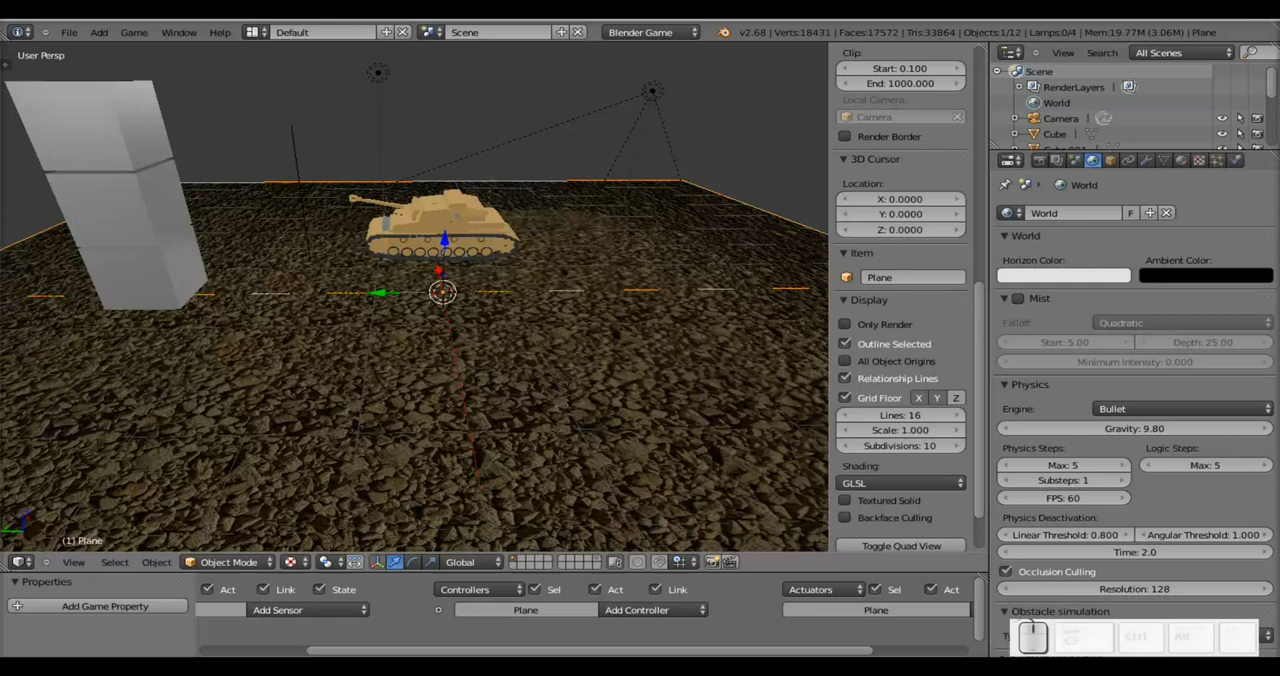 File Add Game Window Help Default Scene Blender Game v2.68 | Verts:18431 | Faces:17572 | Tris:33864 | Objects:1/12 | Lamps:0/4 | Mem:19.77M (3.06M) | Plane
User Persp
(1) Plane
View Select Object Object Mode Global
Clip:
Start: 0.100
End: 1000.000
Local Camera:
Camera
Render Border
3D Cursor
Location:
X: 0.0000
Y: 0.0000
Z: 0.0000
Item
Plane
Display
Only Render
Outline Selected
All Object Origins
Relationship Lines
Grid Floor X Y Z
Lines: 16
Scale: 1.000
Subdivisions: 10
Shading:
GLSL
Textured Solid
Backface Culling
Toggle Quad View
Properties
Add Game Property
Act Link State
Add Sensor
Controllers Sel Act Link
Plane Add Controller
Actuators Sel Act
Plane
View Search All Scenes
Scene
RenderLayers
World
Camera
Cube
World
World F
World
Horizon Color: Ambient Color:
Mist
Falloff: Quadratic
Start: 5.00 Depth: 25.00
Minimum Intensity: 0.000
Physics
Engine: Bullet
Gravity: 9.80
Physics Steps: Logic Steps:
Max: 5 Max: 5
Substeps: 1
FPS: 60
Physics Deactivation:
Linear Threshold: 0.800 Angular Threshold: 1.000
Time: 2.0
Occlusion Culling
Resolution: 128
Obstacle simulation
Ctrl Alt